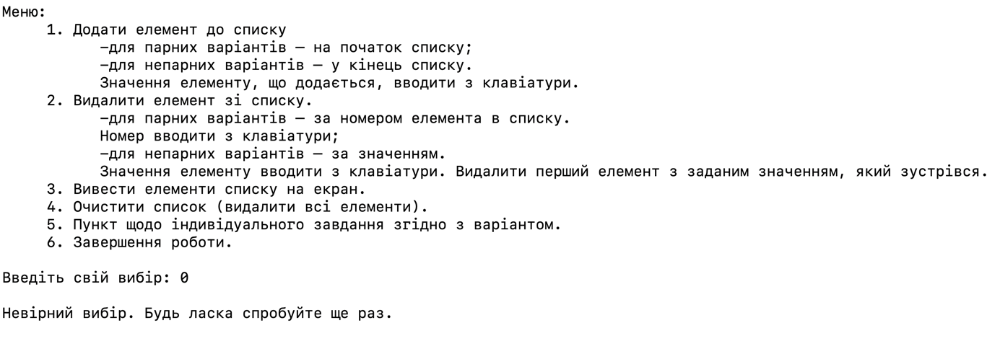 Меню:
1. Додати елемент до списку
–для парних варіантів – на початок списку;
–для непарних варіантів – у кінець списку.
Значення елементу, що додається, вводити з клавіатури.
2. Видалити елемент зі списку.
–для парних варіантів – за номером елемента в списку.
Номер вводити з клавіатури;
–для непарних варіантів – за значенням.
Значення елементу вводити з клавіатури. Видалити перший елемент з заданим значенням, який зустрівся.
3. Вивести елементи списку на екран.
4. Очистити список (видалити всі елементи).
5. Пункт щодо індивідуального завдання згідно з варіантом.
6. Завершення роботи.
Введіть свій вибір: 0
Невірний вибір. Будь ласка спробуйте ще раз.